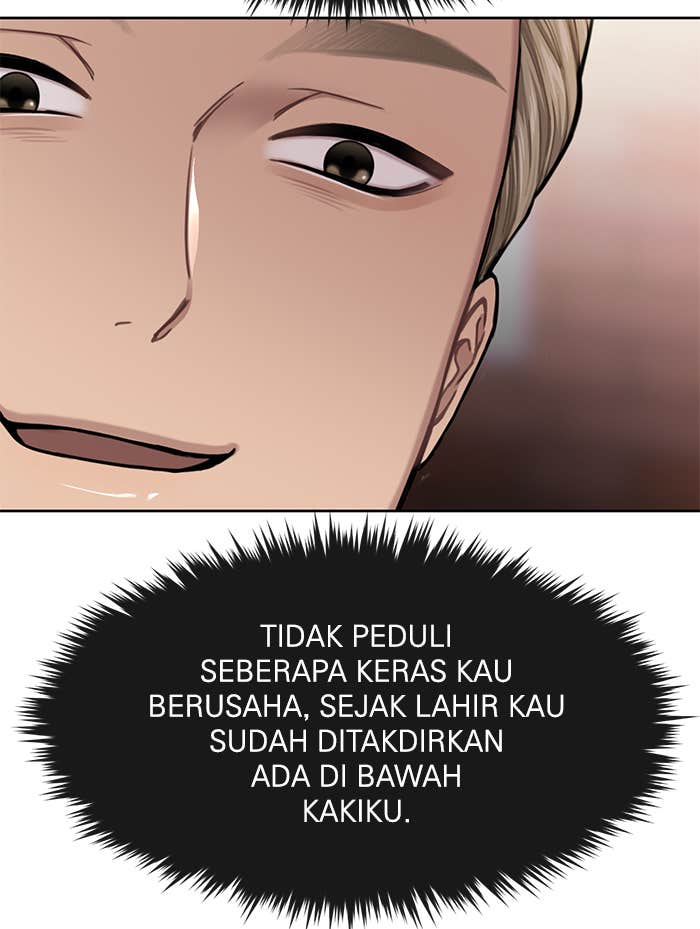 TIDAK PEDULI
SEBERAPA KERAS KAU
BERUSAHA, SEJAK LAHIR KAU
SUDAH DITAKDIRKAN
ADA DI BAWAH
KAKIKU.